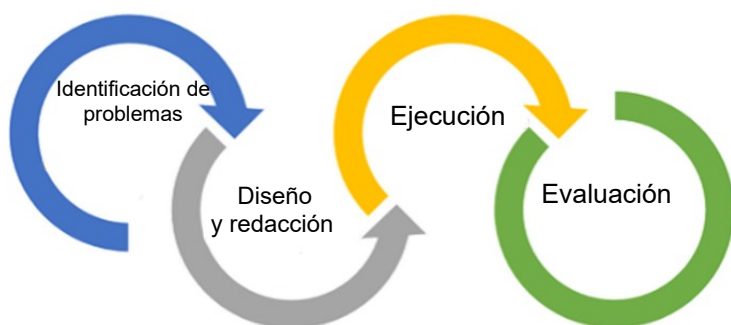 Identificación de
problemas
Diseño
y redacción
Ejecución
Evaluación